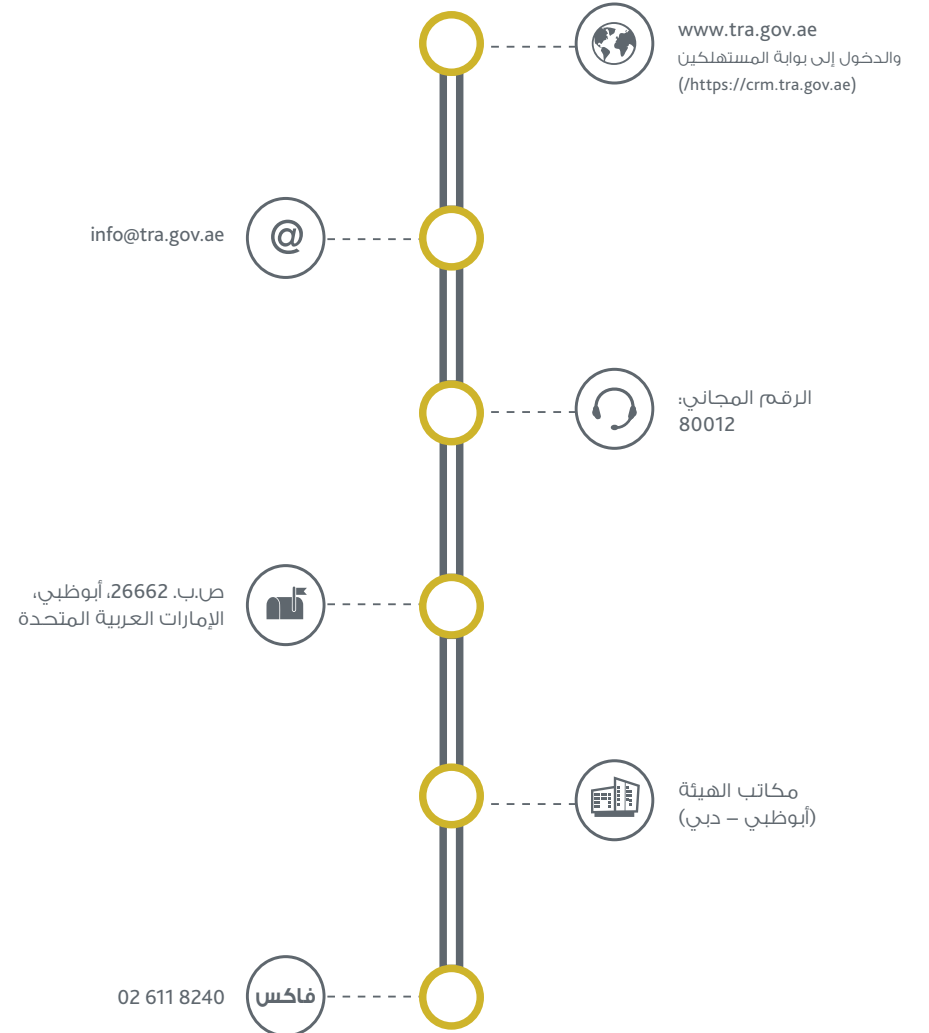 www.tra.gov.ae
والدخول إلى بوابة المستهلكين
(https://crm.tra.gov.ae/)
@
info@tra.gov.ae
الرقم المجاني:
80012
ص.ب. 26662، أبوظبي،
الإمارات العربية المتحدة
مكاتب الهيئة
(أبوظبي – دبي)
فاكس
02 611 8240